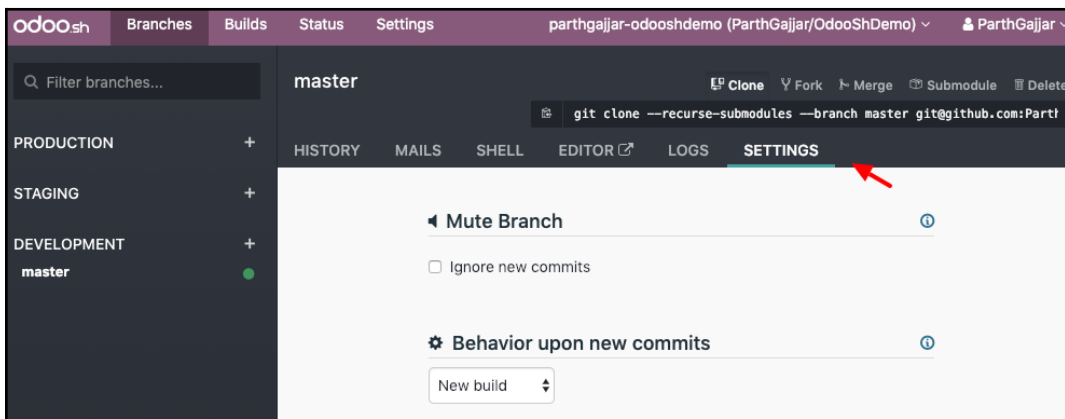 odoo.sh Branches Builds Status Settings parthgajjar-odooshdemo (ParthGajjar/OdooShDemo) ParthGajjar
Filter branches...
master
Clone Fork Merge Submodule Delete
git clone --recurse-submodules --branch master git@github.com:Parth
PRODUCTION +
HISTORY MAILS SHELL EDITOR LOGS SETTINGS
STAGING +
Mute Branch
DEVELOPMENT +
master
Ignore new commits
Behavior upon new commits
New build